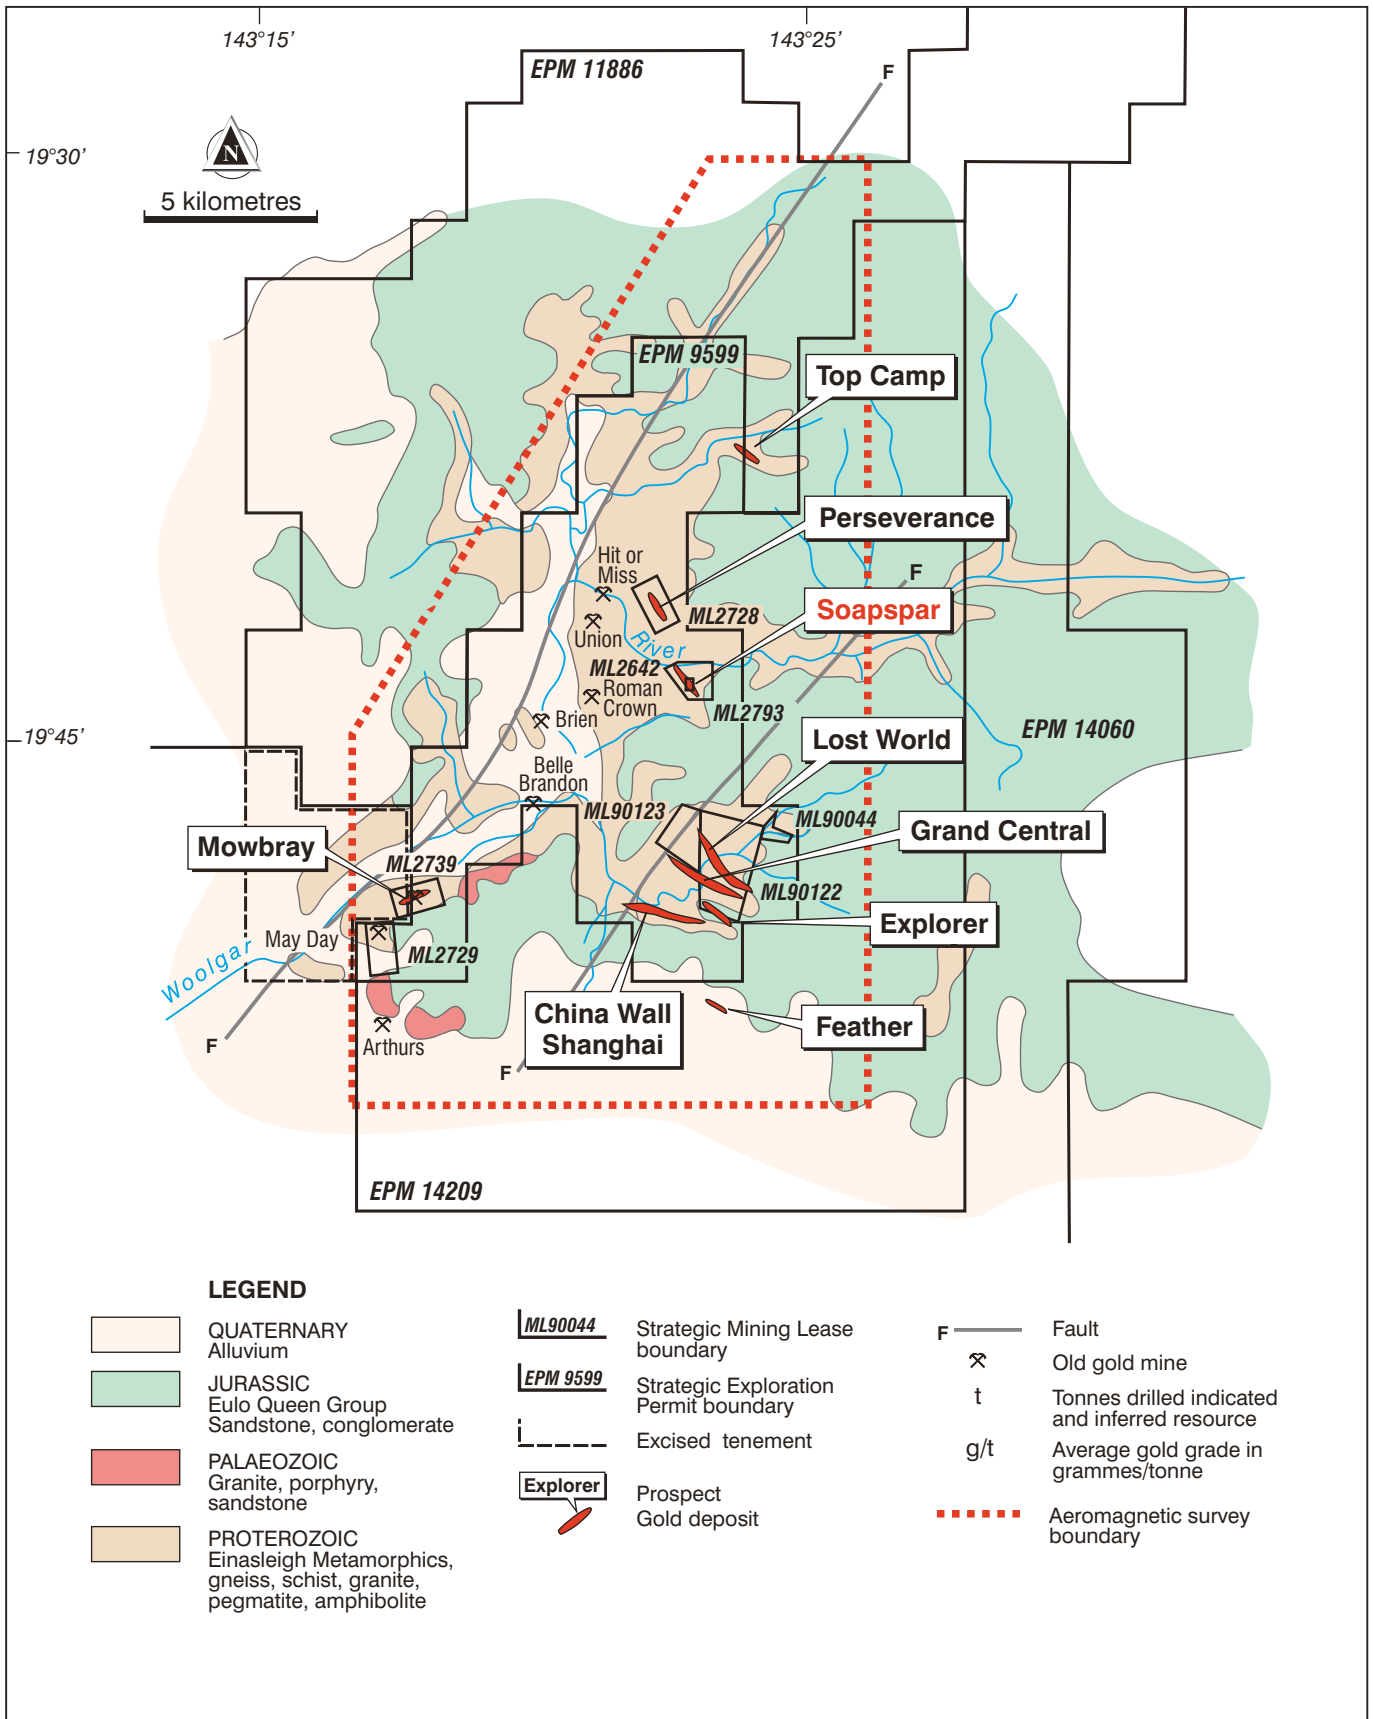 143°15'
143°25'
EPM 11886
F
19°30'
N
5 kilometres
EPM 9599
Top Camp
Perseverance
Hit or
Miss
F
Soapspar
ML2728
Union
River
ML2642
Roman
Crown
ML2793
Brien
19°45'
EPM 14060
Lost World
Belle
Brandon
ML90123
ML90044
Grand Central
Mowbray
ML2739
ML90122
Explorer
May Day
ML2729
Woolgar
China Wall
Shanghai
Feather
F
Arthurs
F
EPM 14209
LEGEND
QUATERNARY
Alluvium
JURASSIC
Eulo Queen Group
Sandstone, conglomerate
PALAEOZOIC
Granite, porphyry,
sandstone
PROTEROZOIC
Einasleigh Metamorphics,
gneiss, schist, granite,
pegmatite, amphibolite
ML90044
Strategic Mining Lease
boundary
EPM 9599
Strategic Exploration
Permit boundary
Excised tenement
Explorer
Prospect
Gold deposit
F
Fault
Old gold mine
t
Tonnes drilled indicated
and inferred resource
g/t
Average gold grade in
grammes/tonne
Aeromagnetic survey
boundary